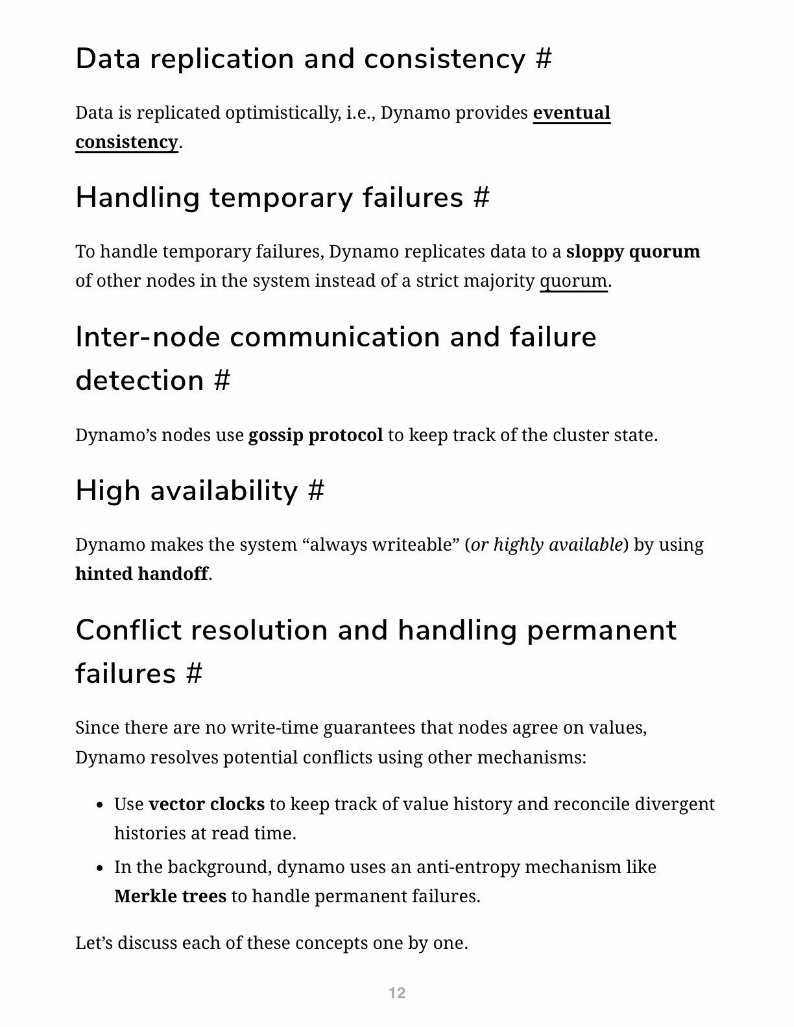 Data replication and consistency #
Data is replicated optimistically, i.e., Dynamo provides eventual
consistency.
Handling temporary failures #
To handle temporary failures, Dynamo replicates data to a sloppy quorum
of other nodes in the system instead of a strict majority quorum.
Inter-node communication and failure
detection #
Dynamo’s nodes use gossip protocol to keep track of the cluster state.
High availability #
Dynamo makes the system “always writeable” (or highly available) by using
hinted handoff.
Conflict resolution and handling permanent
failures #
Since there are no write-time guarantees that nodes agree on values,
Dynamo resolves potential conflicts using other mechanisms:
• Use vector clocks to keep track of value history and reconcile divergent
histories at read time.
• In the background, dynamo uses an anti-entropy mechanism like
Merkle trees to handle permanent failures.
Let’s discuss each of these concepts one by one.
12